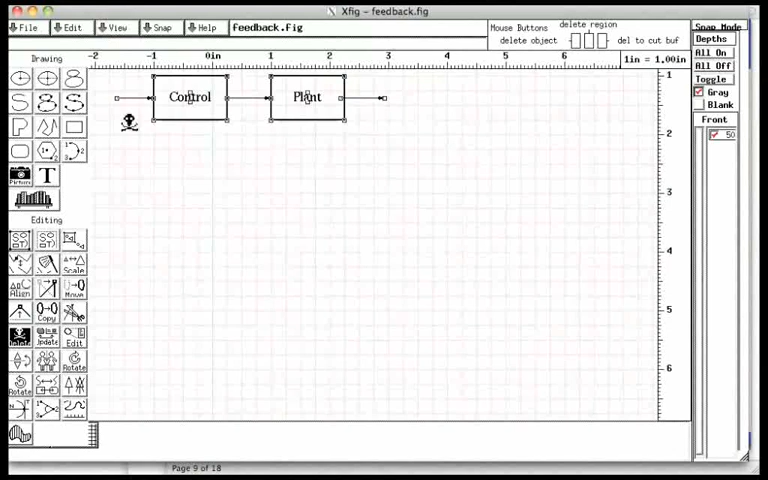 Xfig – feedback.fig
File Edit View Snap Help feedback.fig
Mouse Buttons delete region
delete object del to cut buf
Snap Mode
Depths
All On
All Off
Toggle
Gray
Blank
Front
50
Drawing
-2 -1 0in 1 2 3 4 5 6 1in = 1.00in
1
2
3
4
5
6
Control Plant
Picture
T
Editing
Scale
Align Move
Copy
Delete Update Edit
Rotate
Rotate
Page 9 of 18